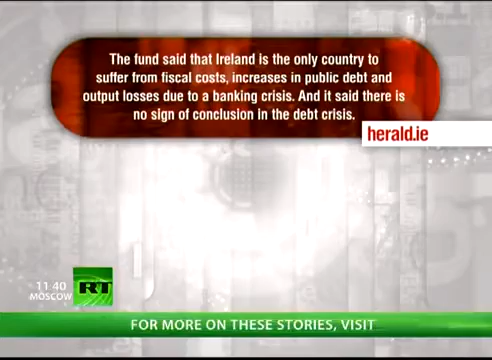 The fund said that Ireland is the only country to
suffer from fiscal costs, increases in public debt and
output losses due to a banking crisis. And it said there is
no sign of conclusion in the debt crisis.
herald.ie
11 40
MOSCOW
RT
FOR MORE ON THESE STORIES, VISIT